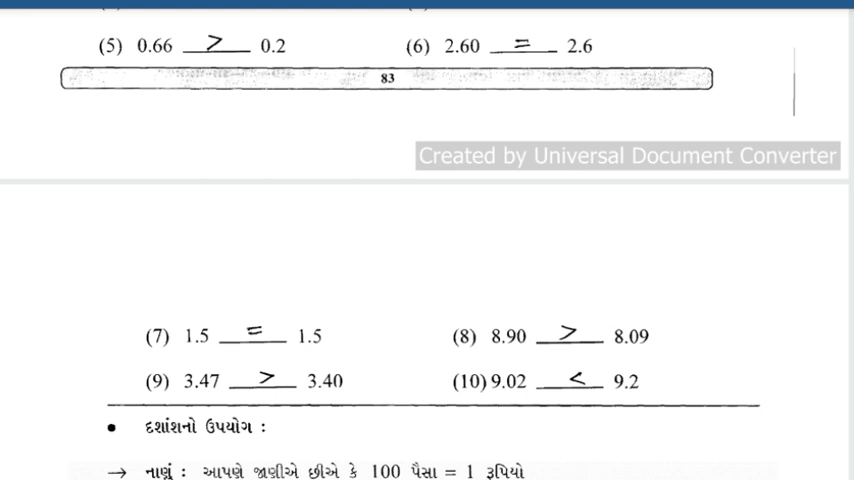 (5) 0.66 > 0.2 (6) 2.60 = 2.6
83
Created by Universal Document Converter
(7) 1.5 = 1.5 (8) 8.90 > 8.09
(9) 3.47 > 3.40 (10) 9.02 < 9.2
• દશાંશનો ઉપયોગ :
→ નાણું : આપણે જાણીએ છીએ કે 100 પૈસા = 1 રૂપિયો